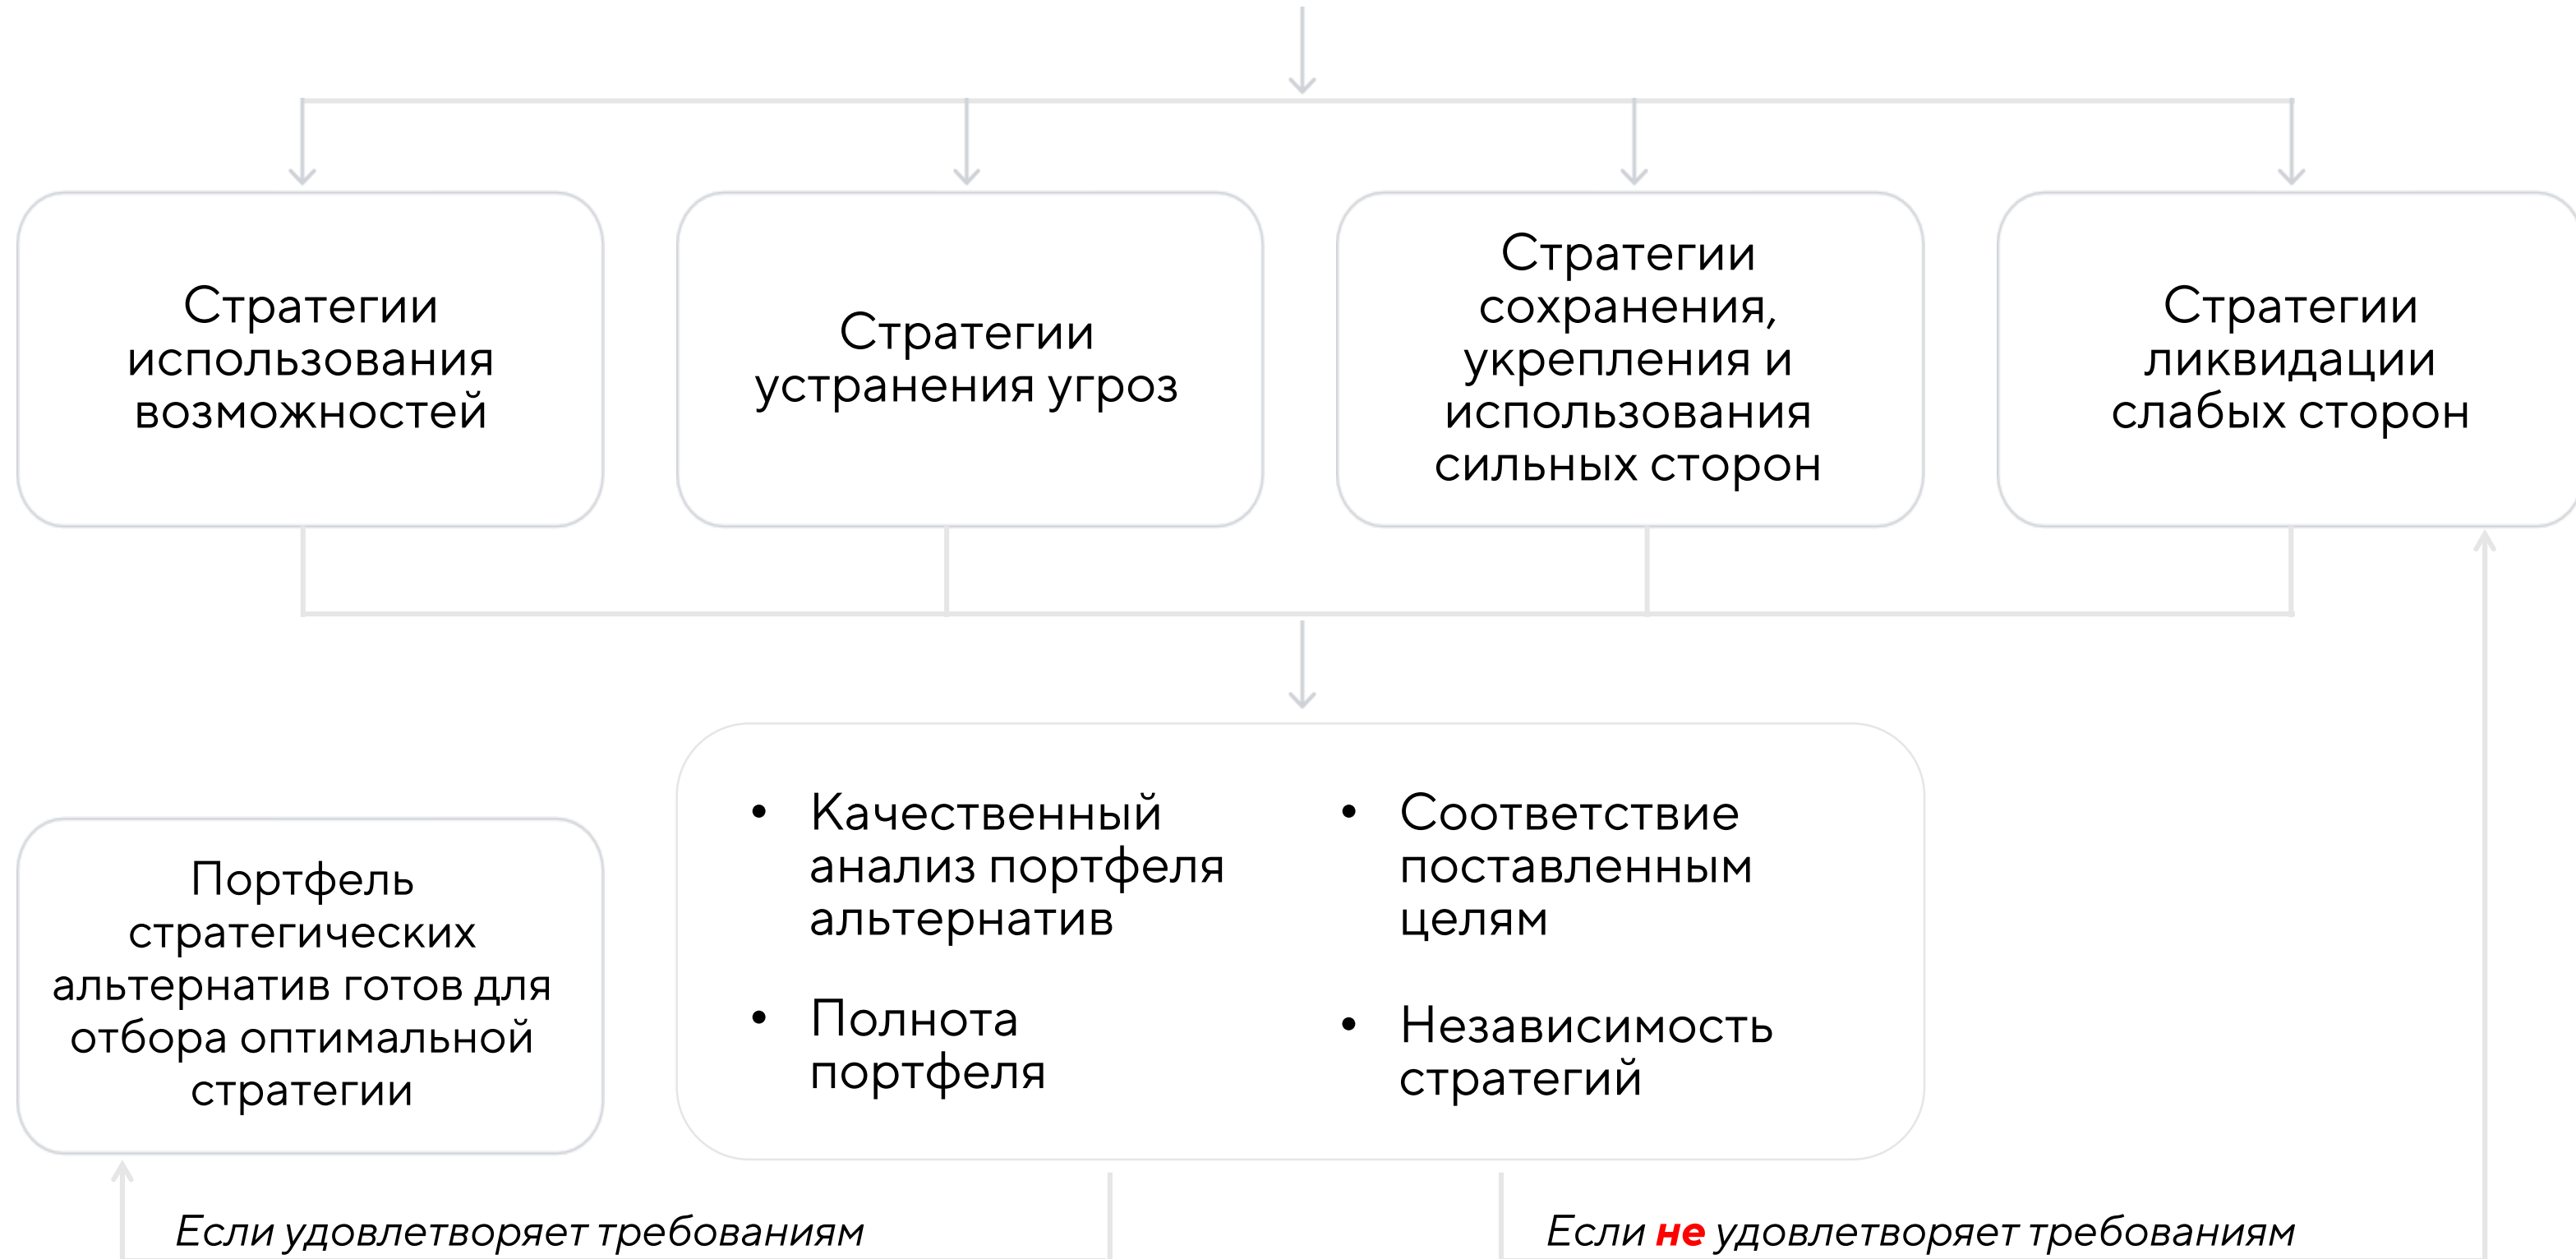 Стратегии
использования
возможностей
Стратегии
устранения угроз
Стратегии
сохранения,
укрепления и
использования
сильных сторон
Стратегии
ликвидации
слабых сторон
Портфель
стратегических
альтернатив готов для
отбора оптимальной
стратегии
• Качественный
анализ портфеля
альтернатив
• Полнота
портфеля
• Соответствие
поставленным
целям
• Независимость
стратегий
Если удовлетворяет требованиям
Если не удовлетворяет требованиям